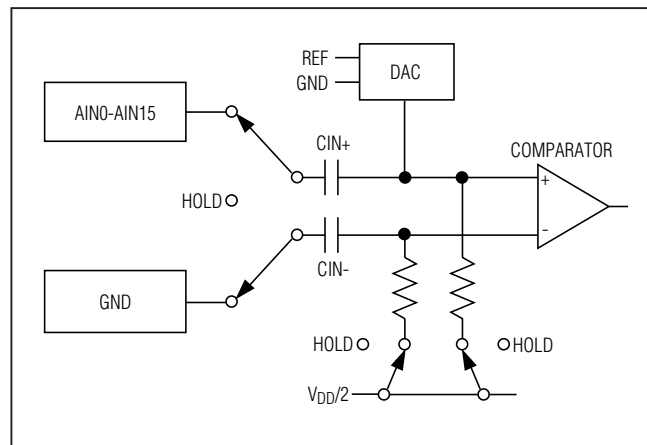 REF
GND
DAC
AIN0-AIN15
CIN+
COMPARATOR
HOLD
+
-
CIN-
GND
HOLD
HOLD
VDD/2